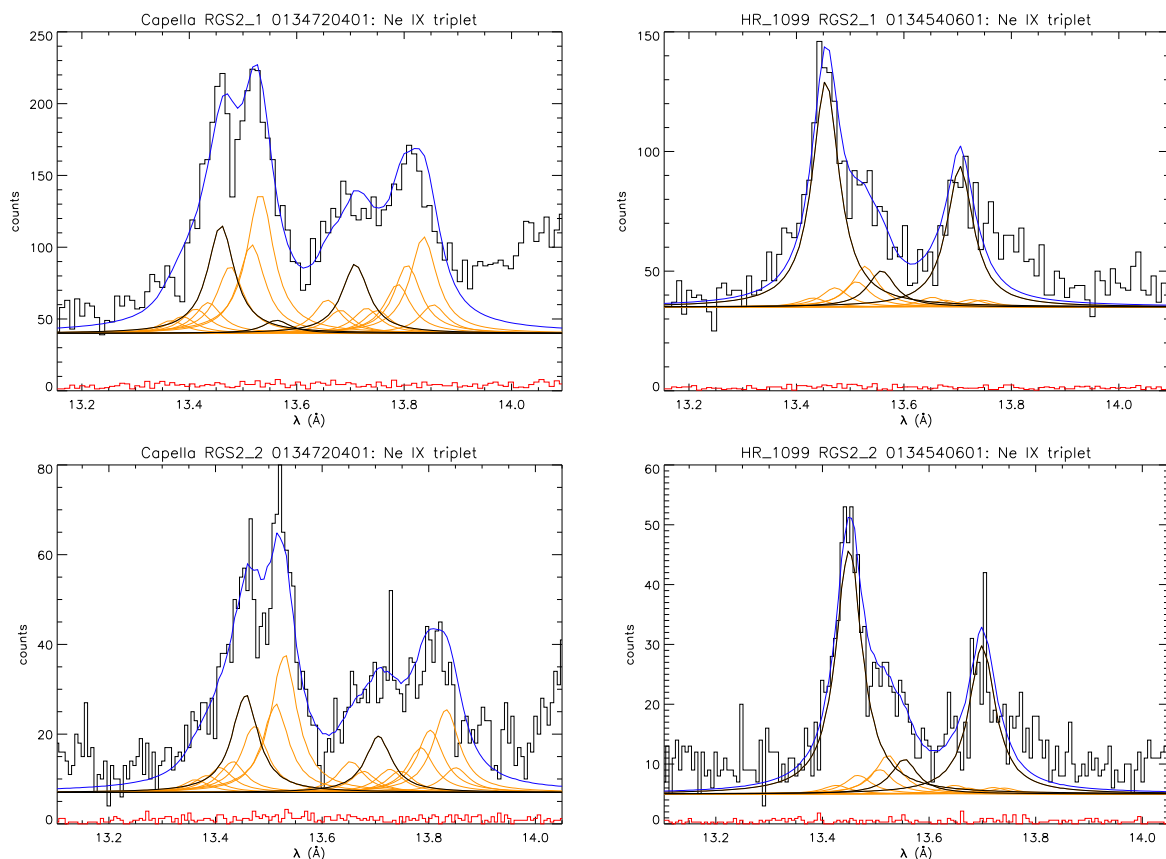 Capella RGS2_1 0134720401: Ne IX triplet
250
200
150
100
50
0
counts
13.2 13.4 13.6 13.8 14.0
λ (Å)
HR_1099 RGS2_1 0134540601: Ne IX triplet
150
100
50
0
counts
13.2 13.4 13.6 13.8 14.0
λ (Å)
Capella RGS2_2 0134720401: Ne IX triplet
80
60
40
20
0
counts
13.2 13.4 13.6 13.8 14.0
λ (Å)
HR_1099 RGS2_2 0134540601: Ne IX triplet
60
50
40
30
20
10
0
counts
13.2 13.4 13.6 13.8 14.0
λ (Å)